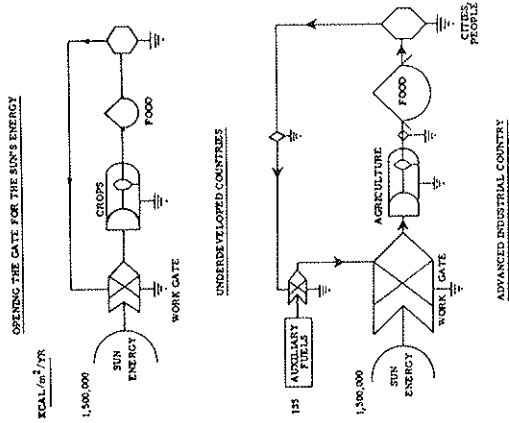 OPENING THE GATE FOR THE SUN'S ENERGY
KCAL/m²/YR
1,500,000
SUN
ENERGY
WORK GATE
CROPS
FOOD
UNDERDEVELOPED COUNTRIES
135
AUXILIARY
FUELS
1,500,000
SUN
ENERGY
WORK GATE
AGRICULTURE
FOOD
CITIES,
PEOPLE
ADVANCED INDUSTRIAL COUNTRY